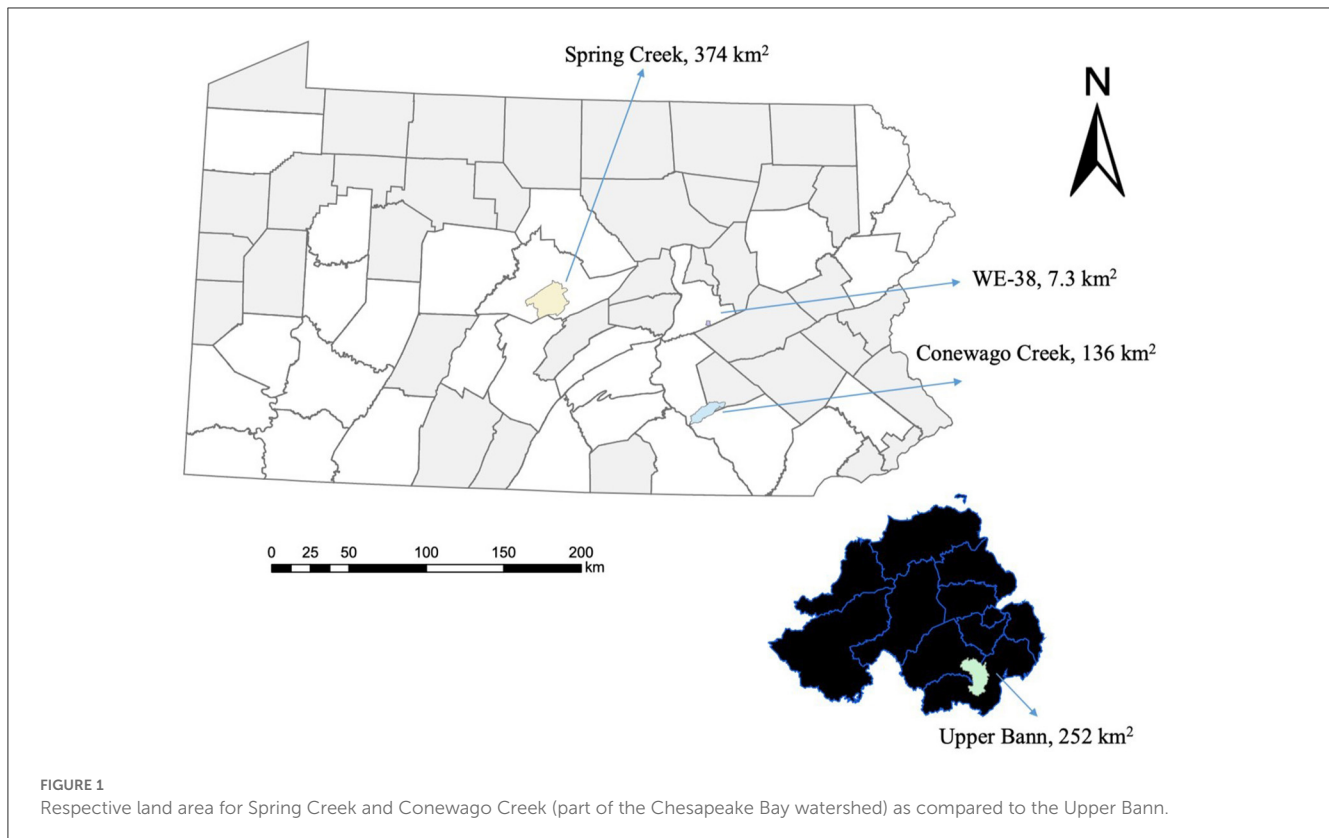 Spring Creek, 374 km²
N
WE-38, 7.3 km²
Conewago Creek, 136 km²
0 25 50 100 150 200
km
Upper Bann, 252 km²
FIGURE 1
Respective land area for Spring Creek and Conewago Creek (part of the Chesapeake Bay watershed) as compared to the Upper Bann.